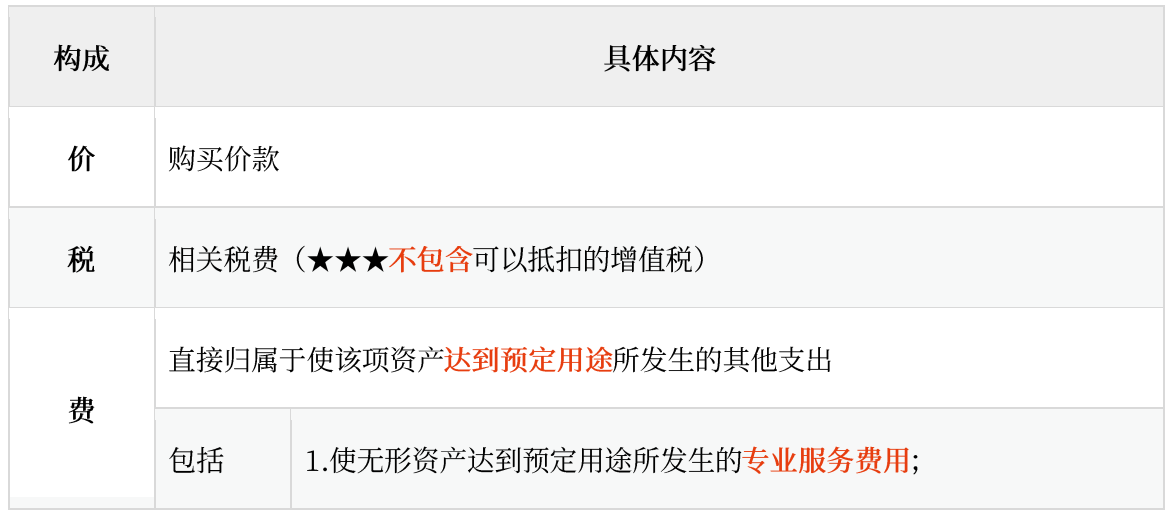 构成 具体内容
价 购买价款
税 相关税费（★★★不包含可以抵扣的增值税）
费 直接归属于使该项资产达到预定用途所发生的其他支出
包括 1.使无形资产达到预定用途所发生的专业服务费用；